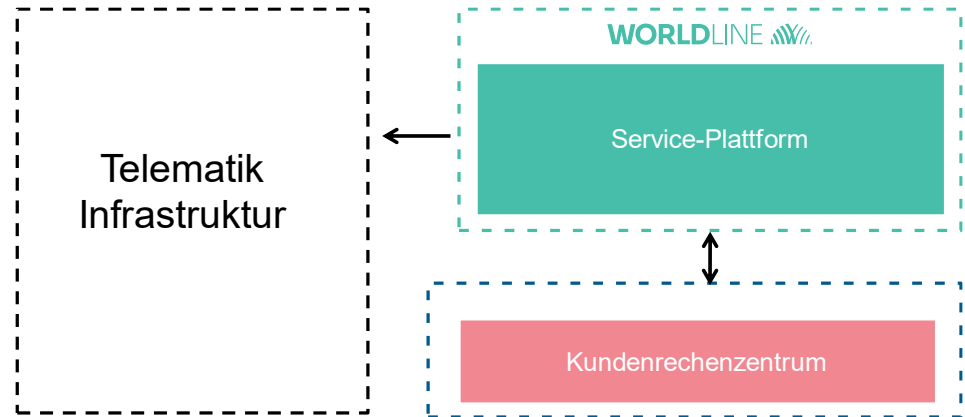 Telematik
Infrastruktur
WORLDLINE
Service-Plattform
Kundenrechenzentrum